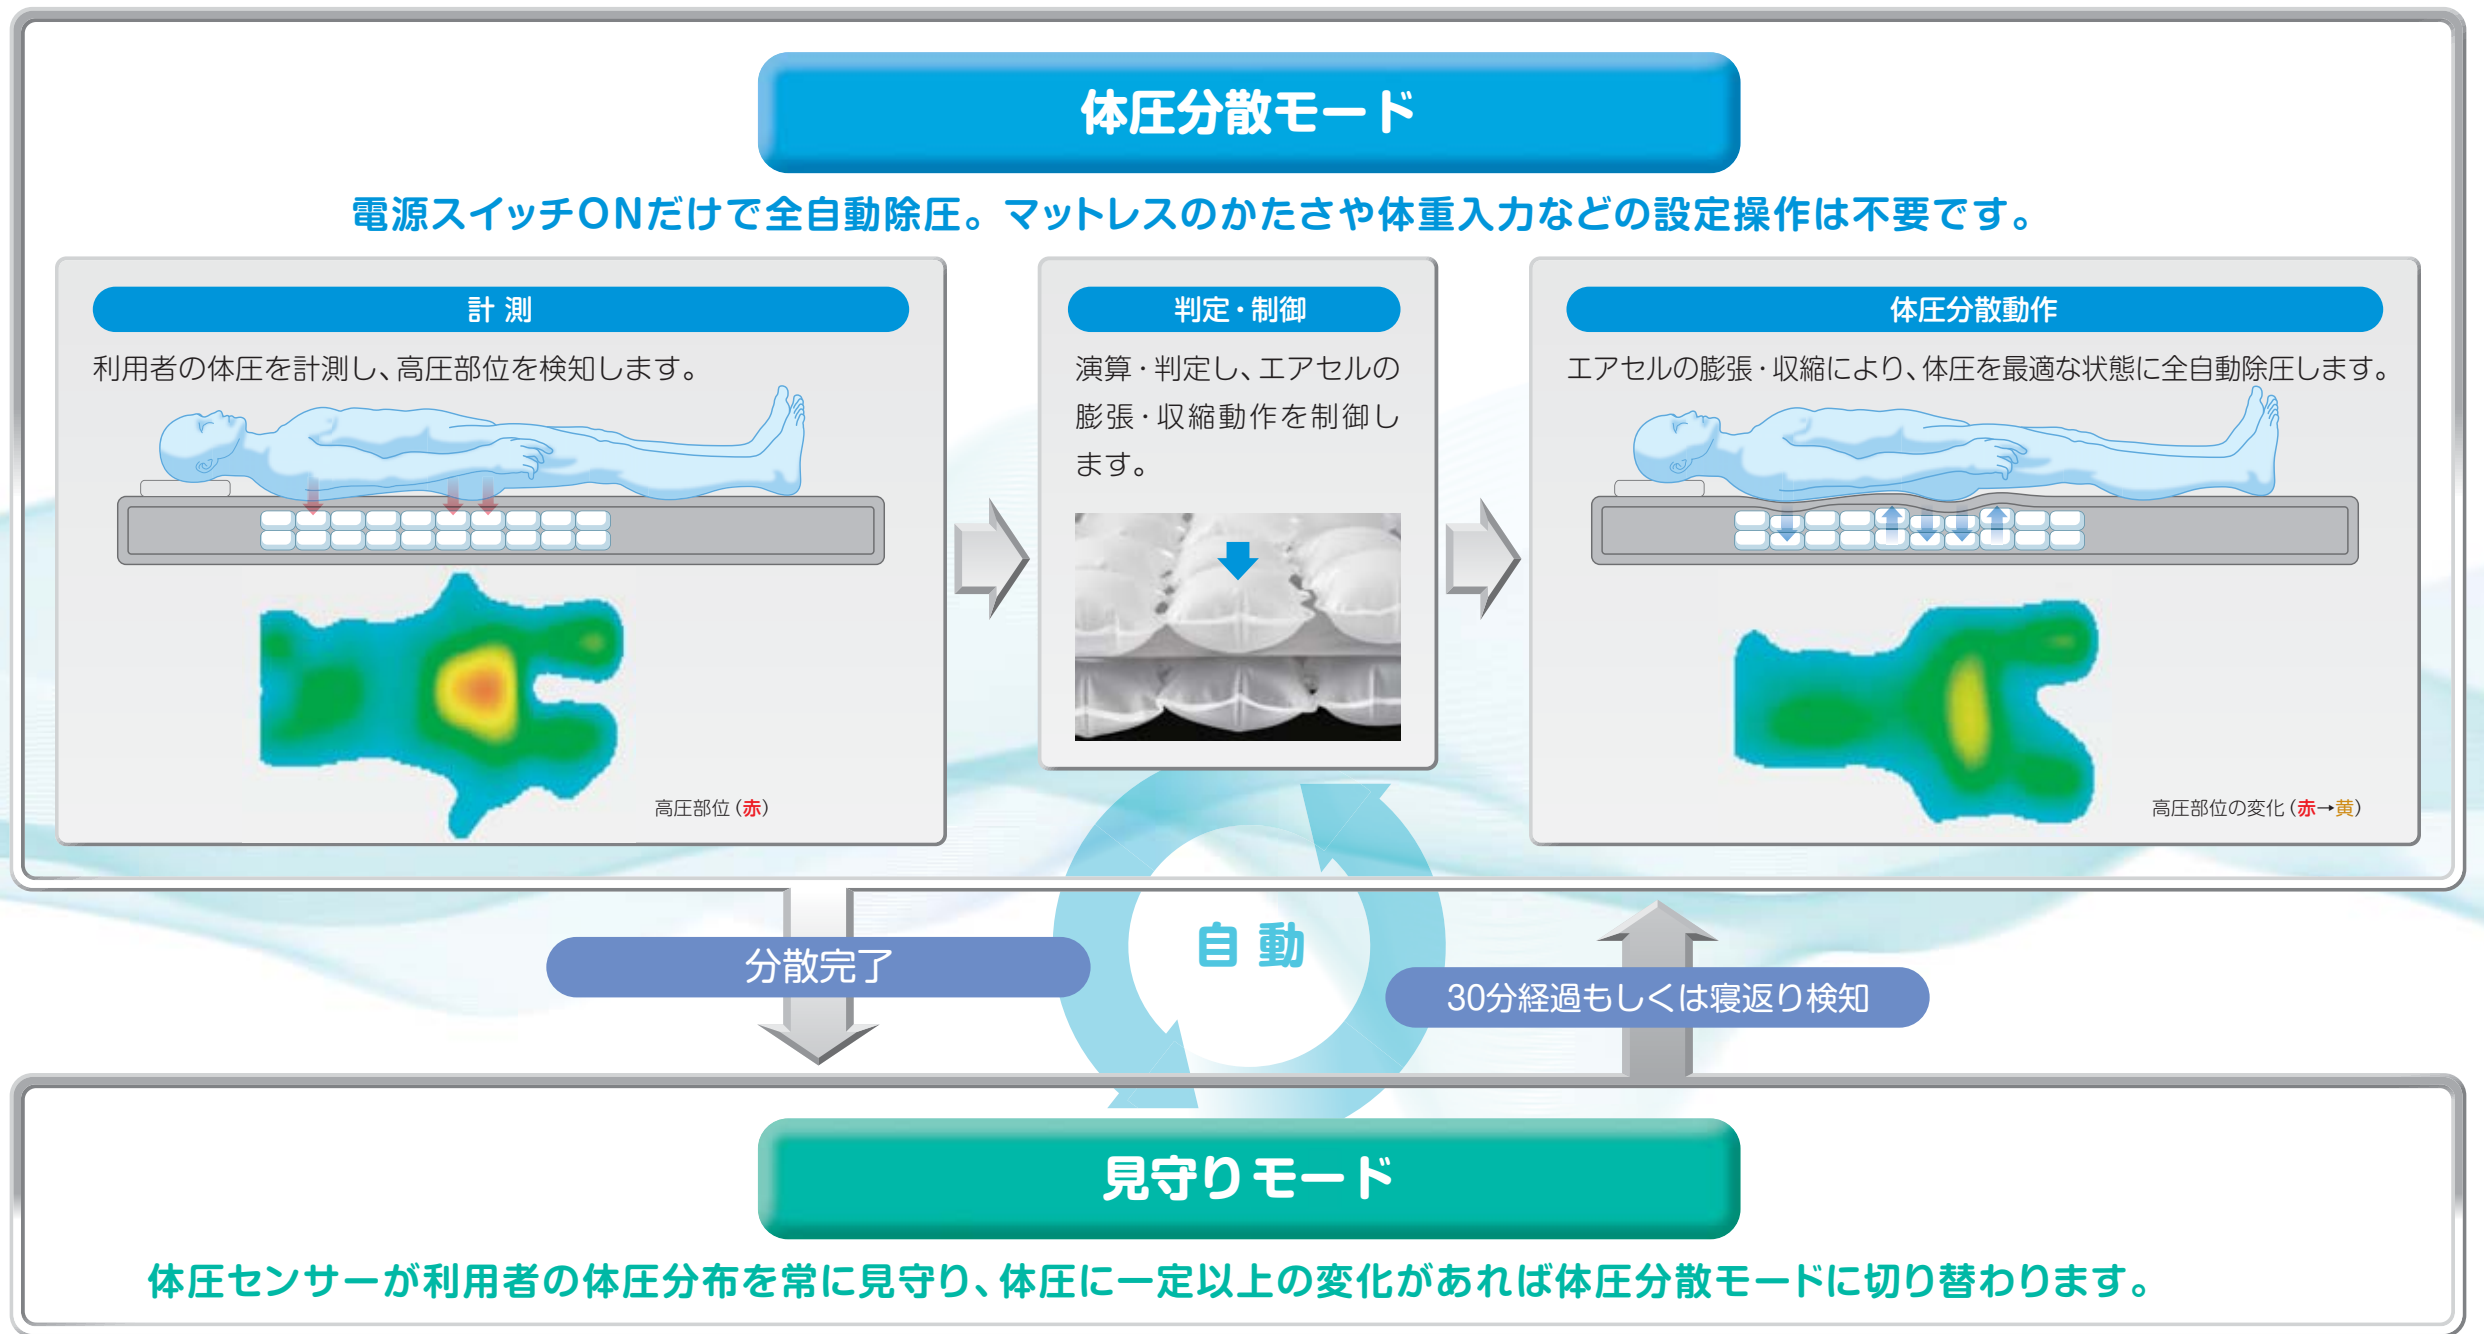 体圧分散モード
電源スイッチONだけで全自動除圧。マットレスのかたさや体重入力などの設定操作は不要です。
計測
利用者の体圧を計測し、高圧部位を検知します。
高圧部位（赤）
判定・制御
演算・判定し、エアセルの
膨張・収縮動作を制御し
ます。
体圧分散動作
エアセルの膨張・収縮により、体圧を最適な状態に全自動除圧します。
高圧部位の変化（赤→黄）
分散完了
自動
30分経過もしくは寝返り検知
見守りモード
体圧センサーが利用者の体圧分布を常に見守り、体圧に一定以上の変化があれば体圧分散モードに切り替わります。